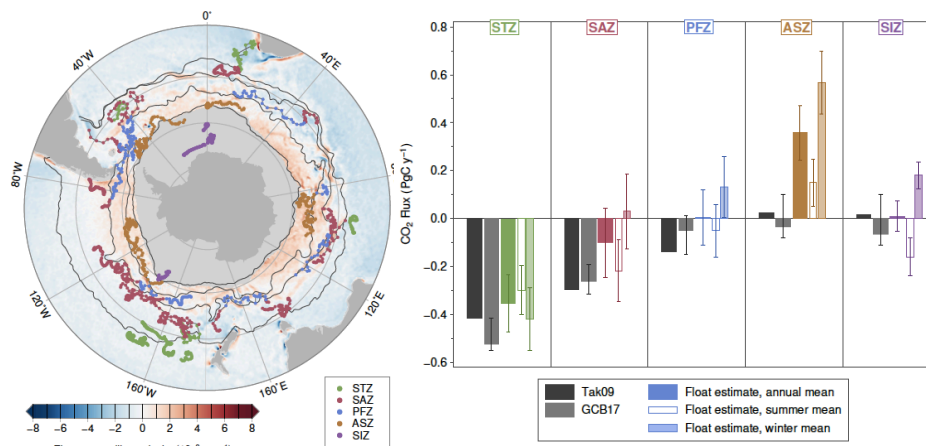 0°
40°W
40°E
80°W
120°W
120°E
160°W
160°E
−8 −6 −4 −2 0 2 4 6 8
STZ
SAZ
PFZ
ASZ
SIZ
STZ SAZ PFZ ASZ SIZ
0.8
0.6
0.4
0.2
0.0
−0.2
−0.4
−0.6
CO₂ Flux (PgC y⁻¹)
Tak09
GCB17
Float estimate, annual mean
Float estimate, summer mean
Float estimate, winter mean